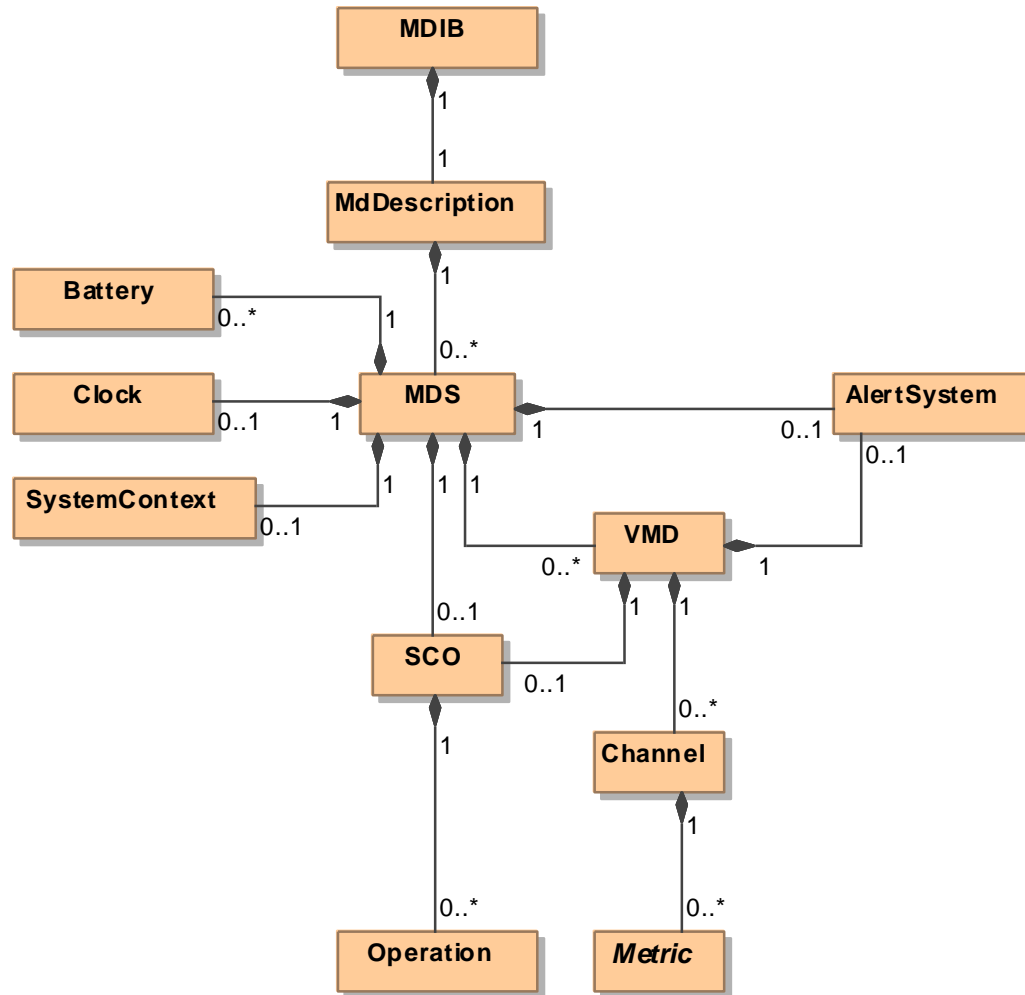 MDIB
1
1
MdDescription
1
0..*
Battery
0..*
1
MDS
Clock
0..1
1
1
0..1
AlertSystem
0..1
SystemContext
0..1
1
1
1
0..*
VMD
1
0..1
SCO
1
0..1
1
0..*
1
Channel
1
0..*
Operation
0..*
Metric